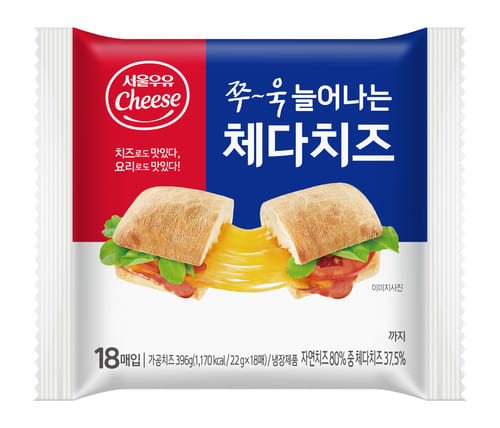 서울우유
Cheese
치즈로도 맛있다,
요리로도 맛있다!
쭈~욱 늘어나는
체다치즈
이미지사진
까지
18매입 가공치즈 396g(1,170 kcal / 22 g×18매) / 냉장제품 자연치즈 80% 중 체다치즈 37.5%